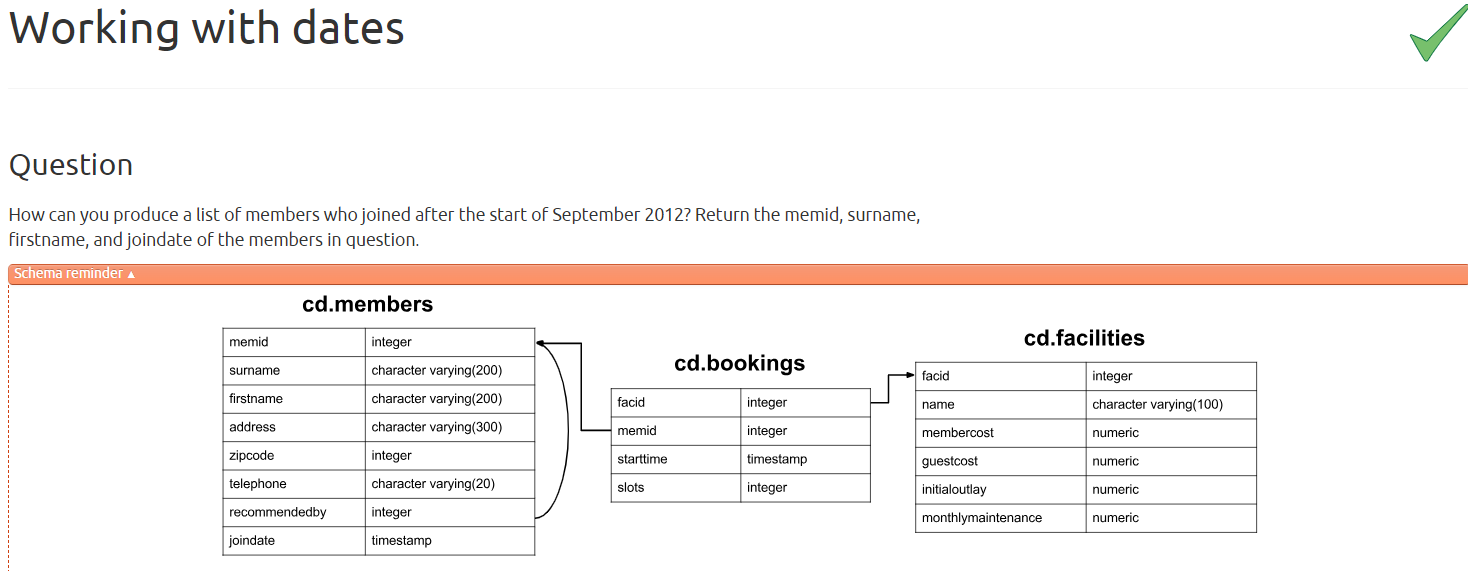 Working with dates
Question
How can you produce a list of members who joined after the start of September 2012? Return the memid, surname,
firstname, and joindate of the members in question.
Schema reminder ▲
cd.members
memid integer
surname character varying(200)
firstname character varying(200)
address character varying(300)
zipcode integer
telephone character varying(20)
recommendedby integer
joindate timestamp
cd.bookings
facid integer
memid integer
starttime timestamp
slots integer
cd.facilities
facid integer
name character varying(100)
membercost numeric
guestcost numeric
initialoutlay numeric
monthlymaintenance numeric